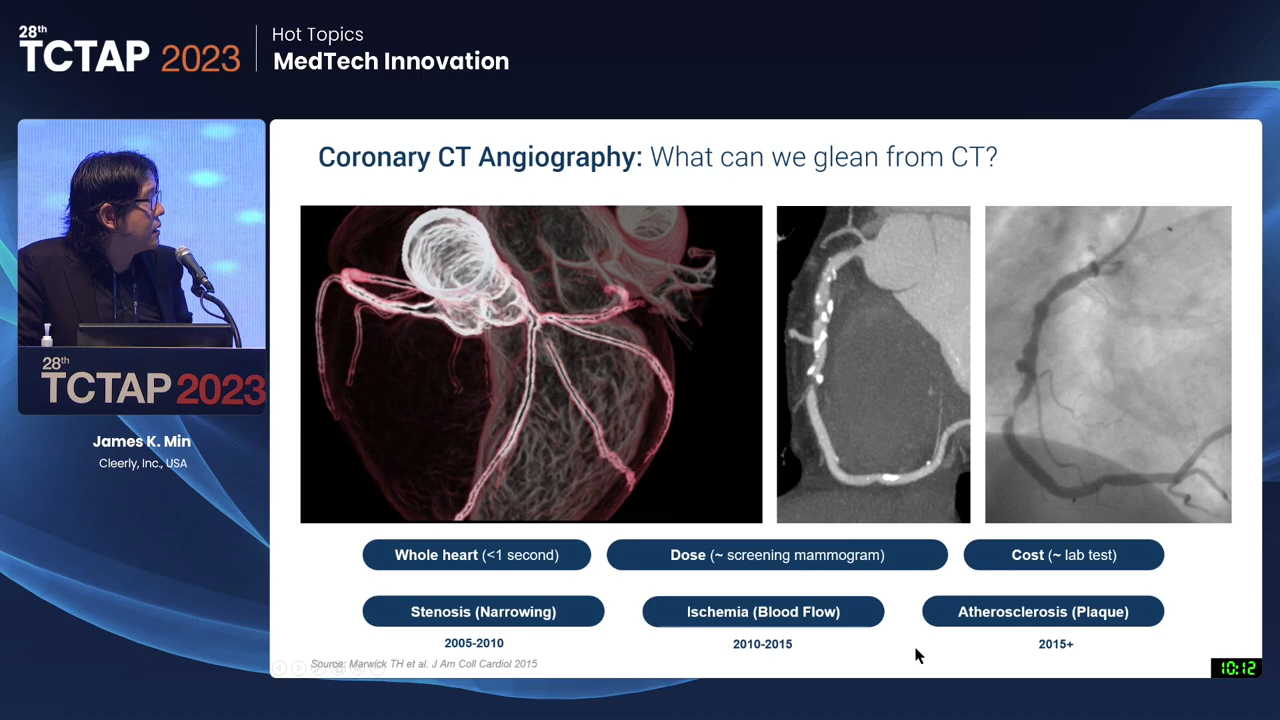 28th
TCTAP 2023
Hot Topics
MedTech Innovation
28th
TCTAP 2023
James K. Min
Cleerly, Inc., USA
Coronary CT Angiography: What can we glean from CT?
Whole heart (<1 second)
Dose (~ screening mammogram)
Cost (~ lab test)
Stenosis (Narrowing)
Ischemia (Blood Flow)
Atherosclerosis (Plaque)
2005-2010
2010-2015
2015+
Source: Marwick TH et al. J Am Coll Cardiol 2015
10:12